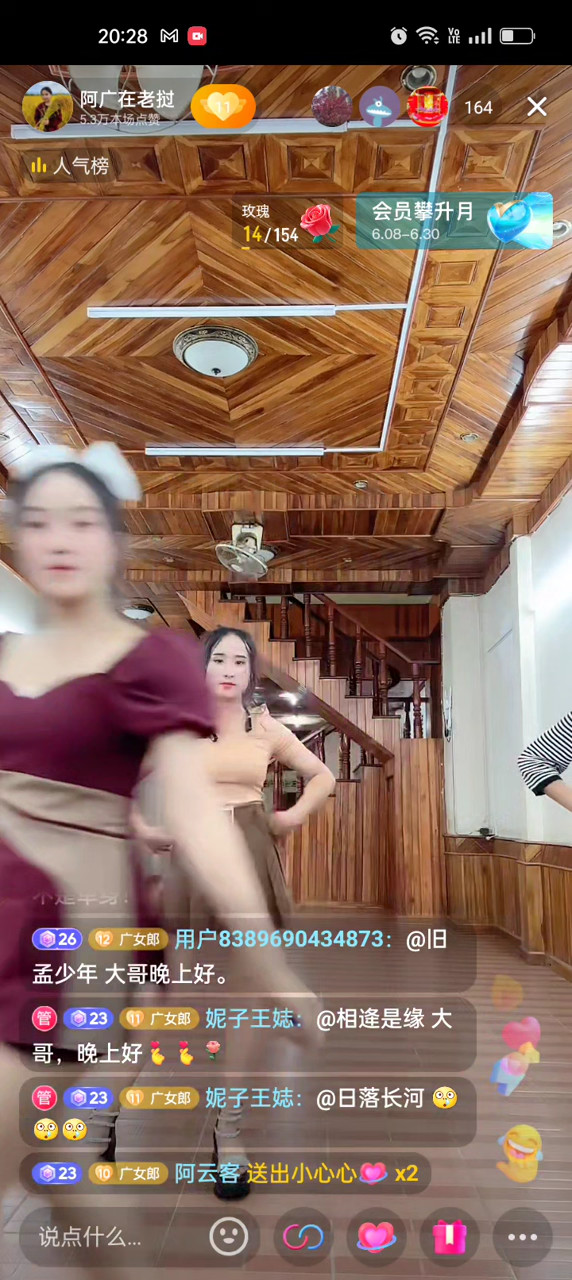 20:28
Vo
LTE
阿广在老挝
5.3万本场点赞
11
164
人气榜
玫瑰
14/154
会员攀升月
6.08-6.30
26 12 广女郎 用户8389690434873：@旧
孟少年 大哥晚上好。
管 23 11 广女郎 妮子王娡：@相逄是缘 大
哥，晚上好
管 23 11 广女郎 妮子王娡：@日落长河
23 10 广女郎 阿云客 送出小心心 x2
说点什么...